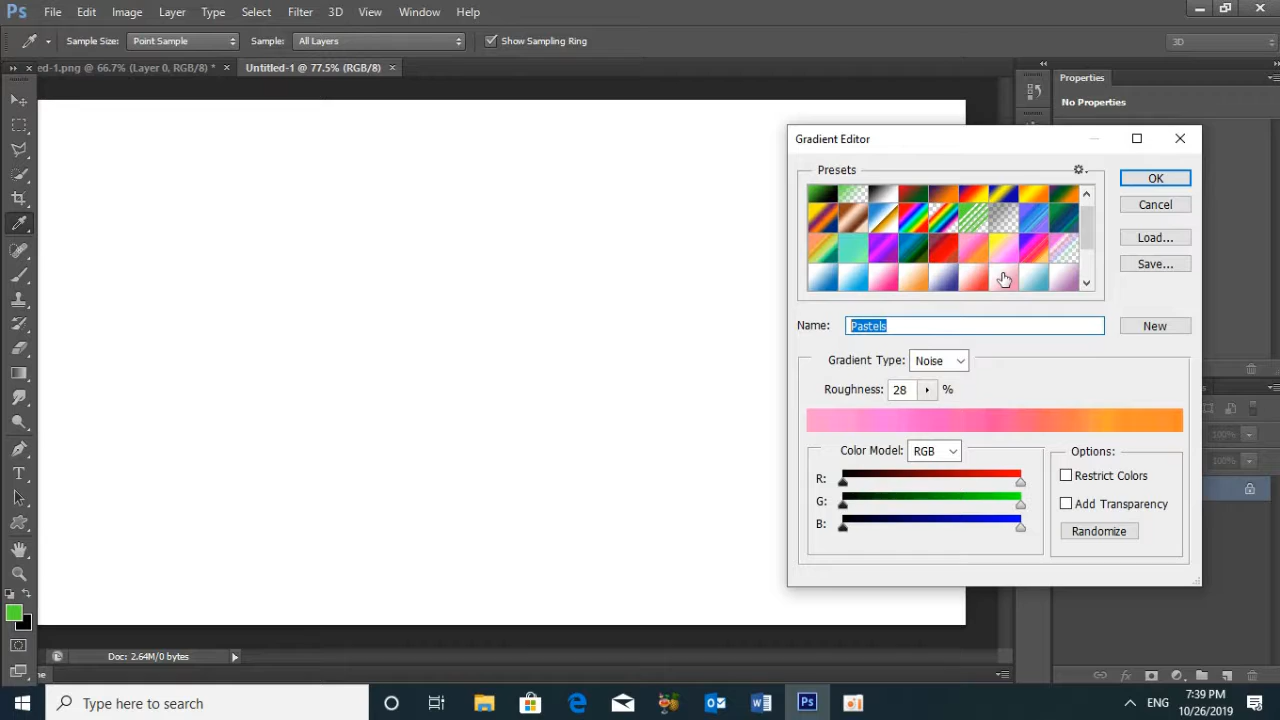 Ps File Edit Image Layer Type Select Filter 3D View Window Help
Sample Size: Point Sample Sample: All Layers Show Sampling Ring 3D
ed-1.png @ 66.7% (Layer 0, RGB/8) * × Untitled-1 @ 77.5% (RGB/8) ×
Properties
No Properties
Gradient Editor
Presets
OK
Cancel
Load...
Save...
Name: Pastels New
Gradient Type: Noise
Roughness: 28 %
Color Model: RGB
Options:
R:
G:
B:
Restrict Colors
Add Transparency
Randomize
100%
100%
Doc: 2.64M/0 bytes
Type here to search
Ps
ENG
7:39 PM
10/26/2019